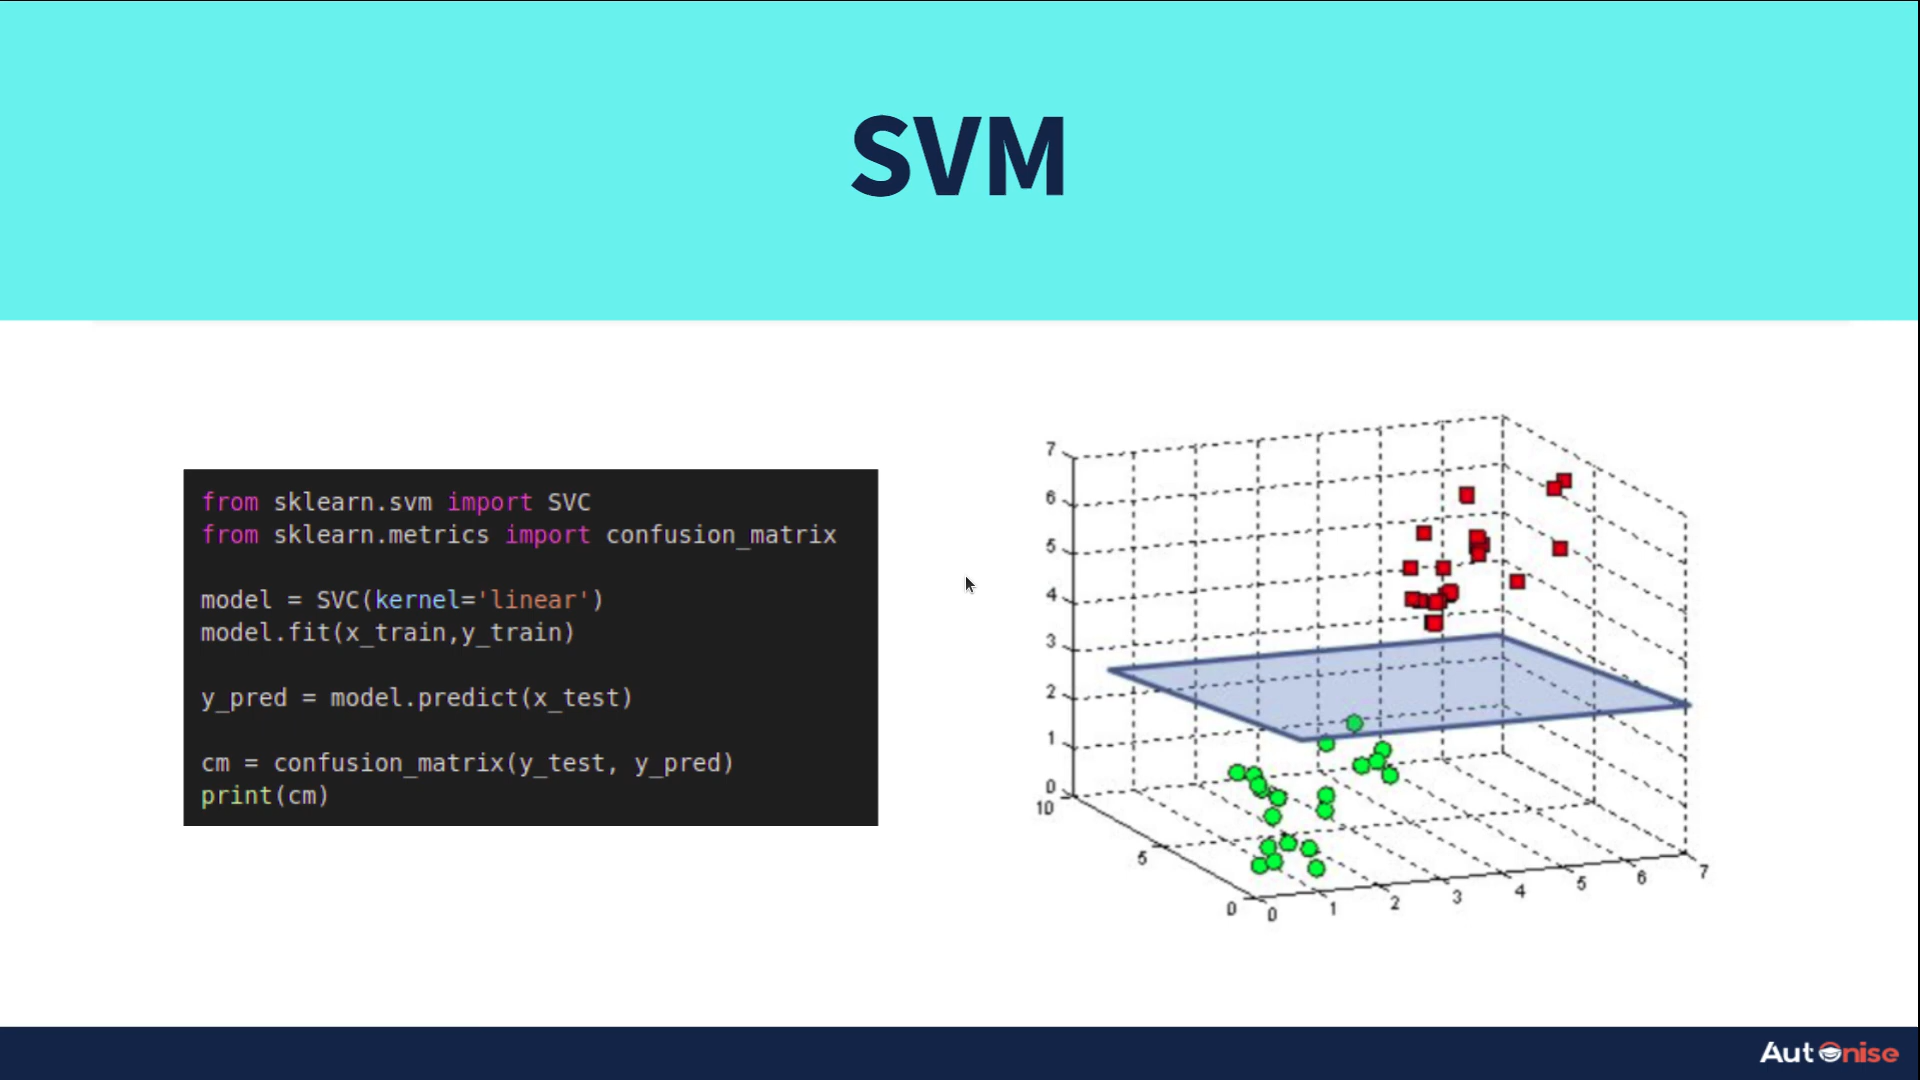 SVM
from sklearn.svm import SVC
from sklearn.metrics import confusion_matrix
model = SVC(kernel='linear')
model.fit(x_train,y_train)
y_pred = model.predict(x_test)
cm = confusion_matrix(y_test, y_pred)
print(cm)
7
6
5
4
3
2
1
0
10
5
0
0
1
2
3
4
5
6
7
Autonise